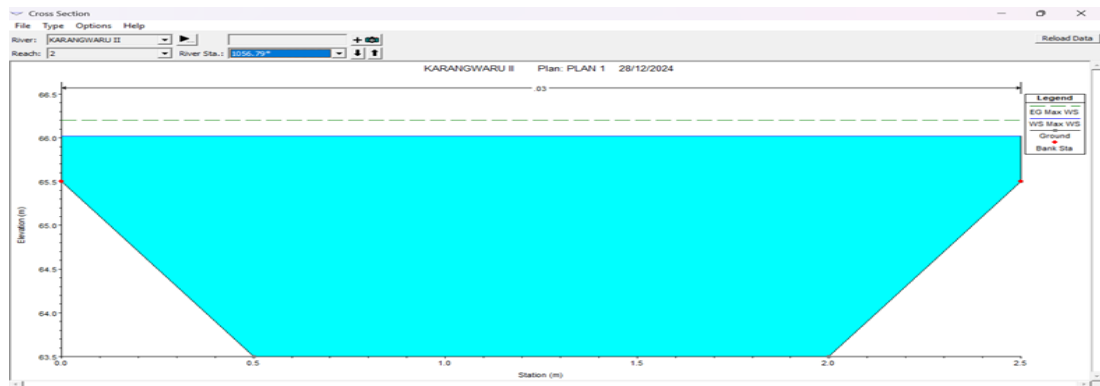 Cross Section
File Type Options Help
River: KARANGWARU II
Reach: 2 River Sta.: 1056.79*
Reload Data
KARANGWARU II Plan: PLAN 1 28/12/2024
.03
Legend
EG Max WS
WS Max WS
Ground
Bank Sta
66.5
66.0
65.5
65.0
64.5
64.0
63.5
Elevation (m)
0.0 0.5 1.0 1.5 2.0 2.5
Station (m)